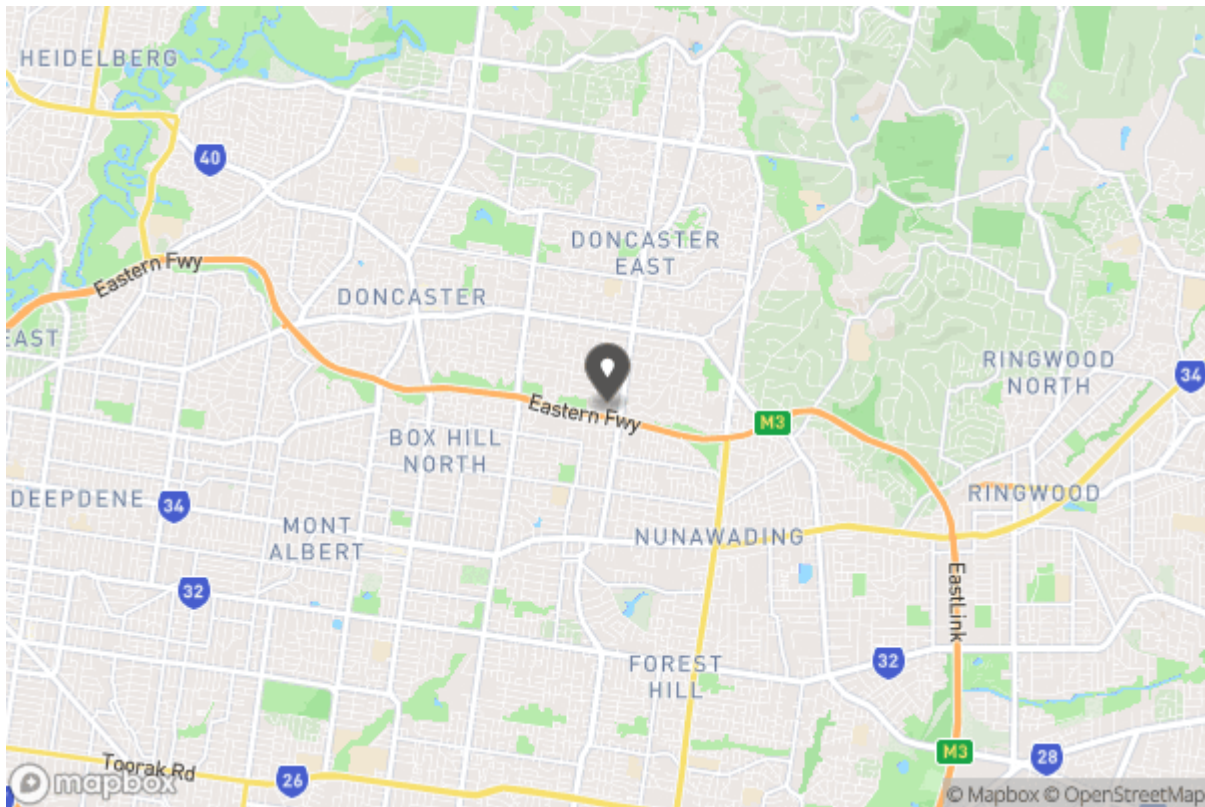 HEIDELBERG
40
DONCASTER
EAST
Eastern Fwy
DONCASTER
EAST
RINGWOOD
NORTH
34
Eastern Fwy
M3
BOX HILL
NORTH
DEEPDENE
34
RINGWOOD
MONT
ALBERT
NUNAWADING
32
EastLink
FOREST
HILL
32
M3
Toorak Rd
26
28
mapbox
© Mapbox © OpenStreetMap